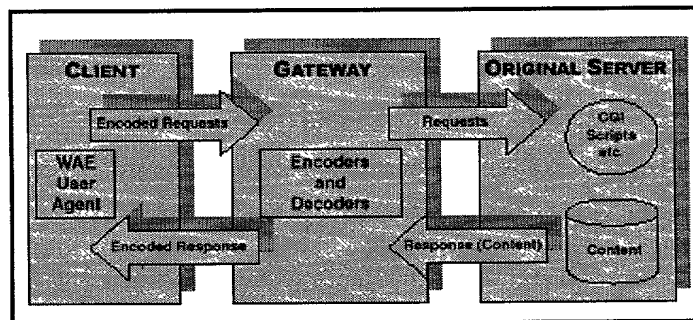 CLIENT
GATEWAY
ORIGINAL SERVER
Encoded Requests
Requests
CGI
Scripts
etc.
WAE
User
Agent
Encoders
and
Decoders
Encoded Response
Response (Content)
Content